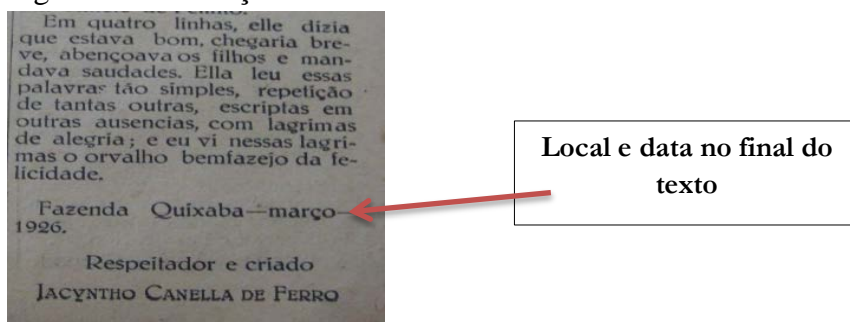 Em quatro linhas, elle dizia
que estava bom, chegaria bre-
ve, abençoava os filhos e man-
dava saudades. Ella leu essas
palavras tão simples, repetição
de tantas outras, escriptas em
outras ausencias, com lagrimas
de alegria; e eu vi nessas lagri-
mas o orvalho bemfazejo da fe-
licidade.
Fazenda Quixaba—março—
1926.
Respeitador e criado
JACYNTHO CANELLA DE FERRO
Local e data no final do
texto